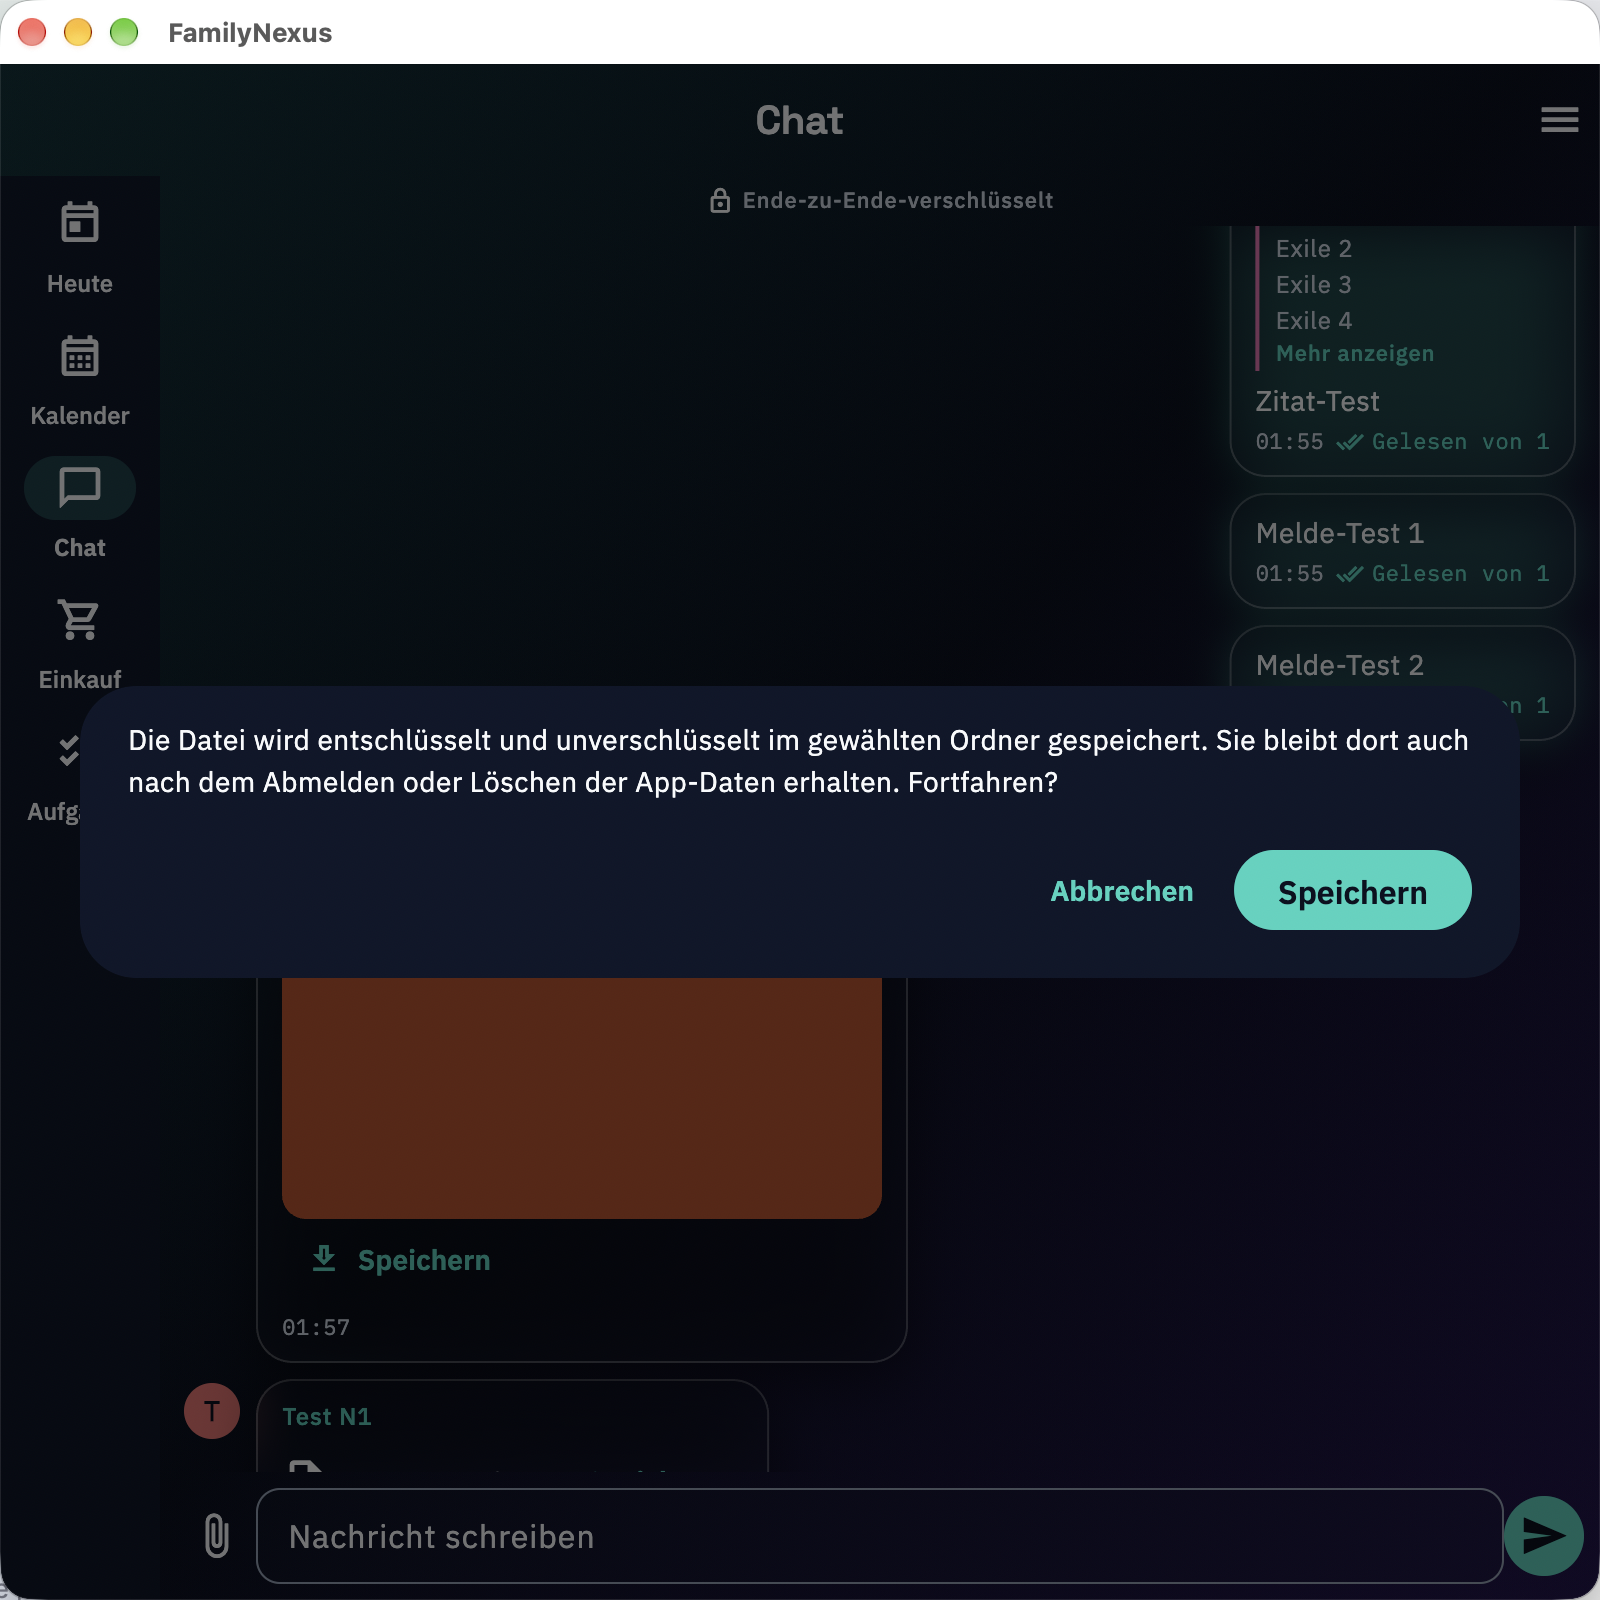 FamilyNexus
Chat
Ende-zu-Ende-verschlüsselt
Heute
Kalender
Chat
Einkauf
Exile 2
Exile 3
Exile 4
Mehr anzeigen
Zitat-Test
01:55 Gelesen von 1
Melde-Test 1
01:55 Gelesen von 1
Melde-Test 2
1
Die Datei wird entschlüsselt und unverschlüsselt im gewählten Ordner gespeichert. Sie bleibt dort auch
nach dem Abmelden oder Löschen der App-Daten erhalten. Fortfahren?
Abbrechen
Speichern
Speichern
01:57
T
Test N1
Nachricht schreiben